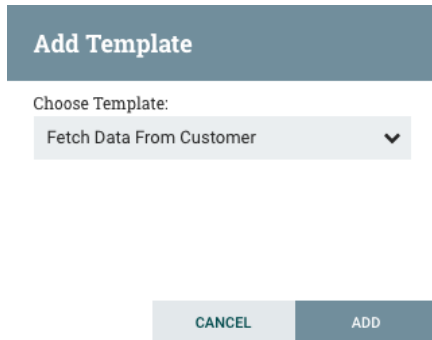 Add Template
Choose Template:
Fetch Data From Customer
CANCEL ADD